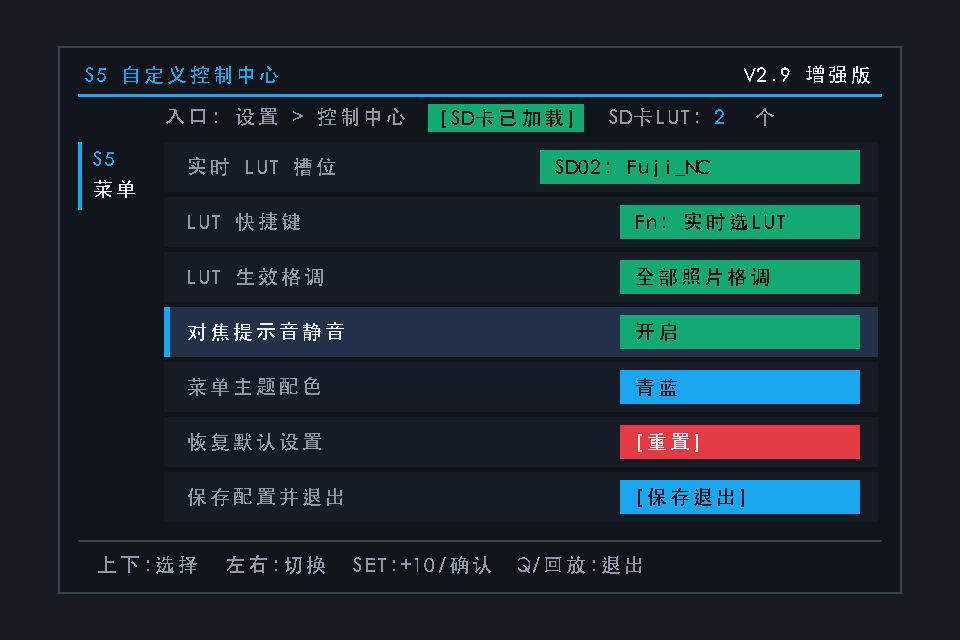 S5 自定义控制中心 V2.9 增强版
入口: 设置 > 控制中心 [SD卡已加载] SD卡LUT: 2 个
S5
菜单
实时 LUT 槽位 SD02: Fuji_NC
LUT 快捷键 Fn: 实时选LUT
LUT 生效格调 全部照片格调
对焦提示音静音 开启
菜单主题配色 青蓝
恢复默认设置 [重置]
保存配置并退出 [保存退出]
上下:选择 左右:切换 SET:+10/确认 Q/回放:退出